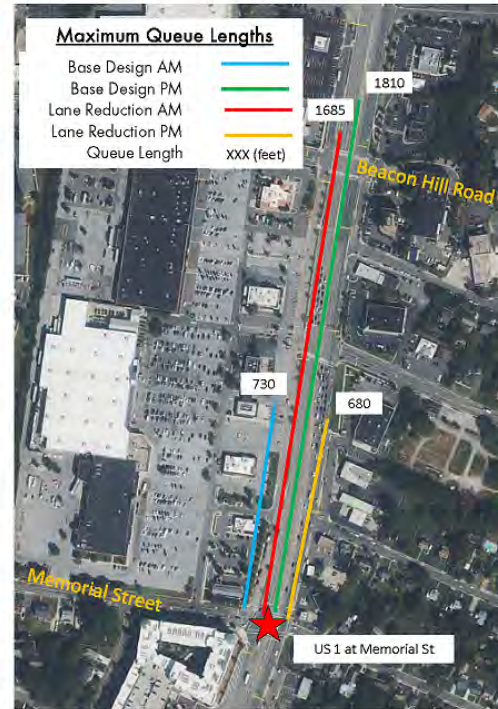 Maximum Queue Lengths
Base Design AM
Base Design PM
Lane Reduction AM
Lane Reduction PM
Queue Length XXX (feet)
1810
1685
Beacon Hill Road
730
680
Memorial Street
US 1 at Memorial St